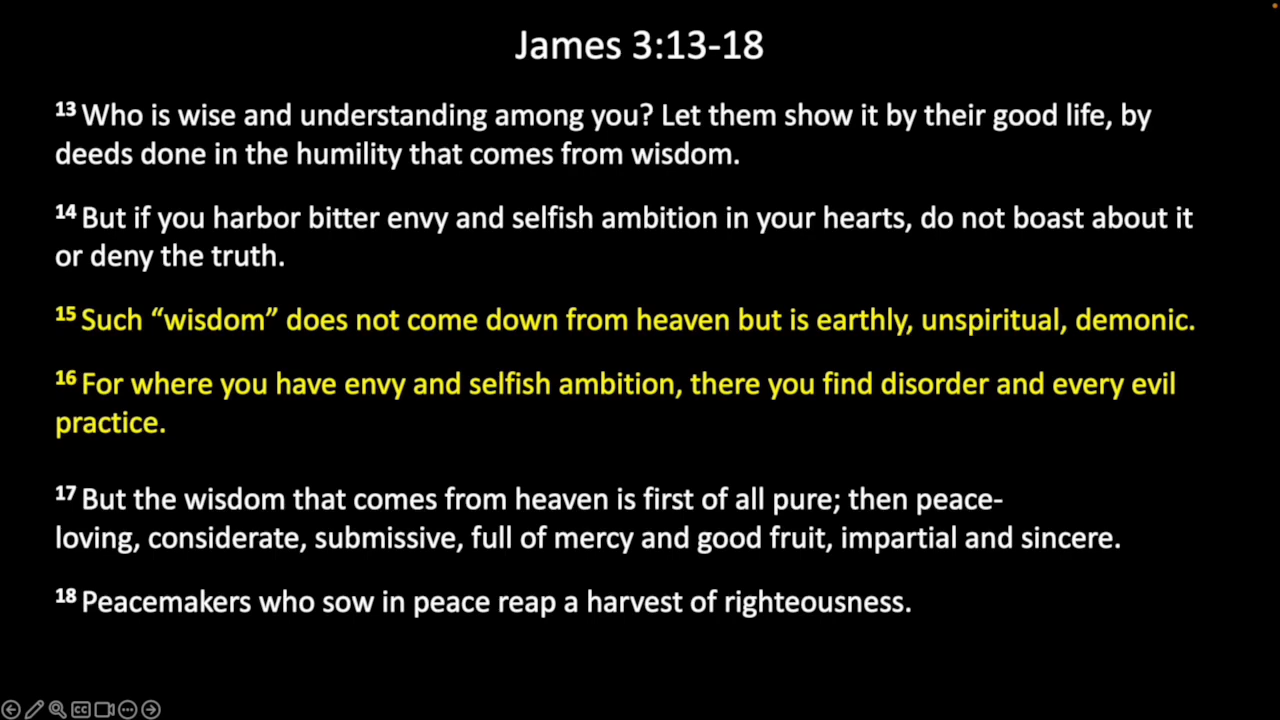 James 3:13-18
13 Who is wise and understanding among you? Let them show it by their good life, by
deeds done in the humility that comes from wisdom.
14 But if you harbor bitter envy and selfish ambition in your hearts, do not boast about it
or deny the truth.
15 Such “wisdom” does not come down from heaven but is earthly, unspiritual, demonic.
16 For where you have envy and selfish ambition, there you find disorder and every evil
practice.
17 But the wisdom that comes from heaven is first of all pure; then peace-
loving, considerate, submissive, full of mercy and good fruit, impartial and sincere.
18 Peacemakers who sow in peace reap a harvest of righteousness.
CC